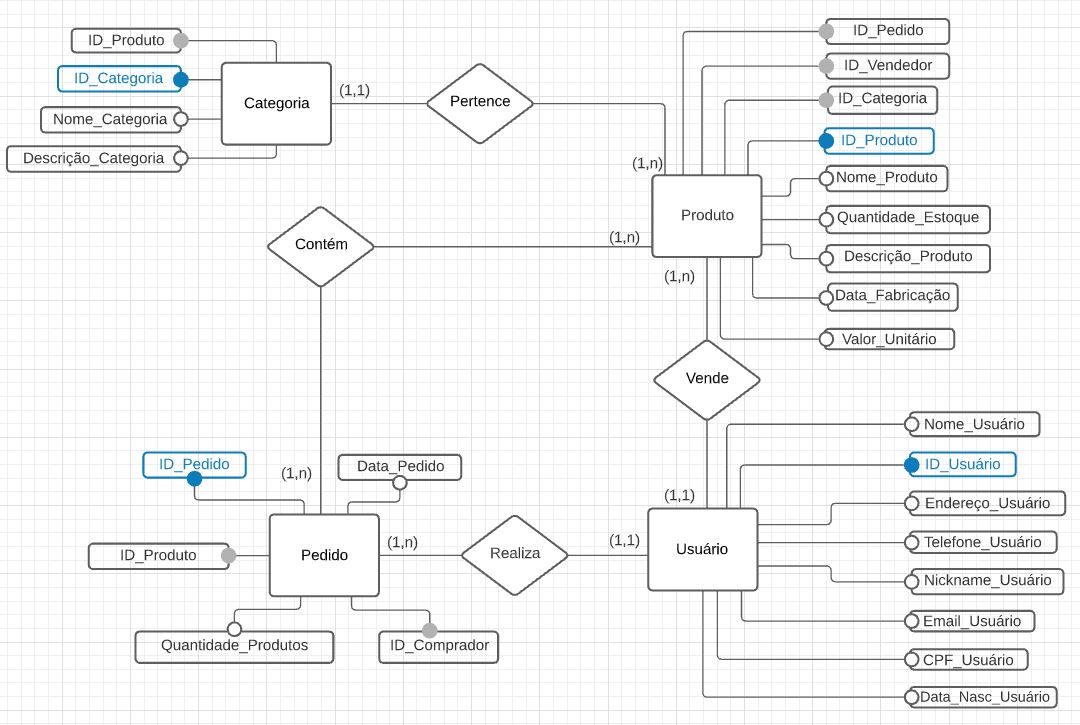 ID_Produto
ID_Categoria
Nome_Categoria
Descrição_Categoria
Categoria
(1,1)
Pertence
(1,n)
ID_Pedido
ID_Vendedor
ID_Categoria
ID_Produto
Nome_Produto
Quantidade_Estoque
Descrição_Produto
Data_Fabricação
Valor_Unitário
Produto
(1,n)
(1,n)
Contém
Vende
(1,n)
(1,1)
ID_Pedido
Data_Pedido
ID_Produto
Pedido
(1,n)
Realiza
(1,1)
Usuário
Quantidade_Produtos
ID_Comprador
Nome_Usuário
ID_Usuário
Endereço_Usuário
Telefone_Usuário
Nickname_Usuário
Email_Usuário
CPF_Usuário
Data_Nasc_Usuário